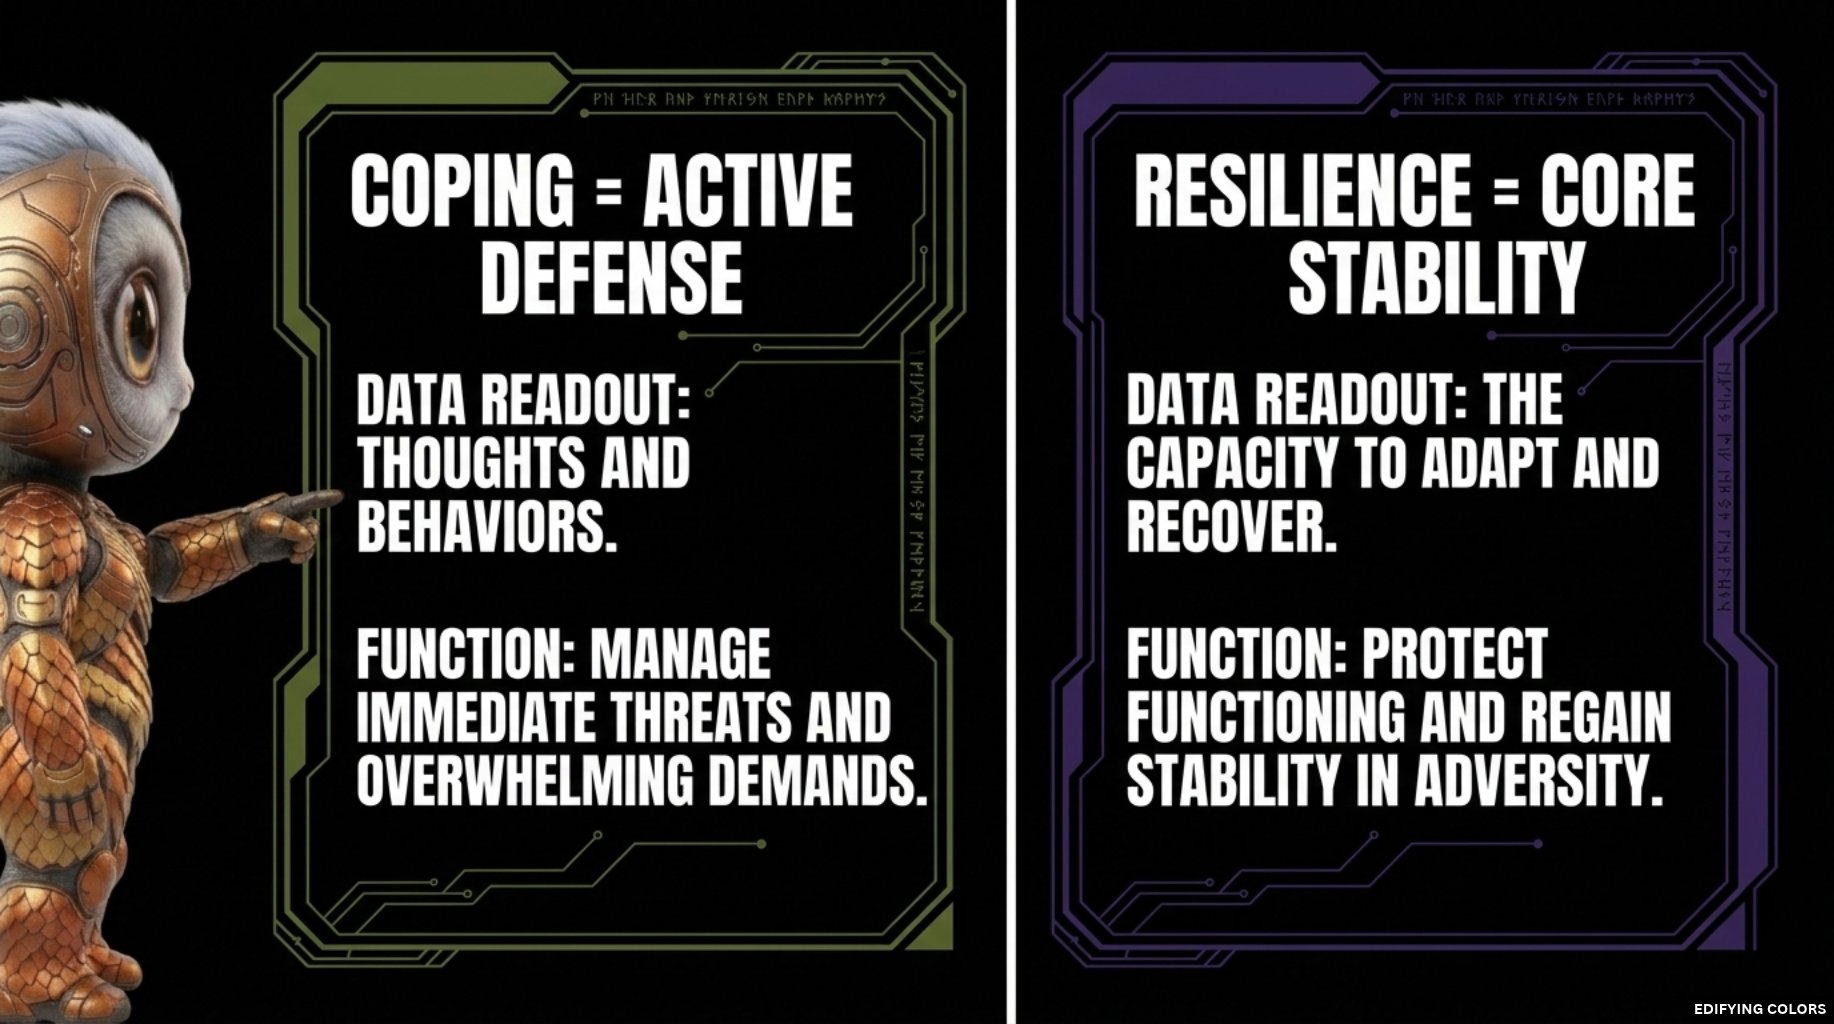 COPING = ACTIVE
DEFENSE
DATA READOUT:
THOUGHTS AND
BEHAVIORS.
FUNCTION: MANAGE
IMMEDIATE THREATS AND
OVERWHELMING DEMANDS.
RESILIENCE = CORE
STABILITY
DATA READOUT: THE
CAPACITY TO ADAPT AND
RECOVER.
FUNCTION: PROTECT
FUNCTIONING AND REGAIN
STABILITY IN ADVERSITY.
EDIFYING COLORS